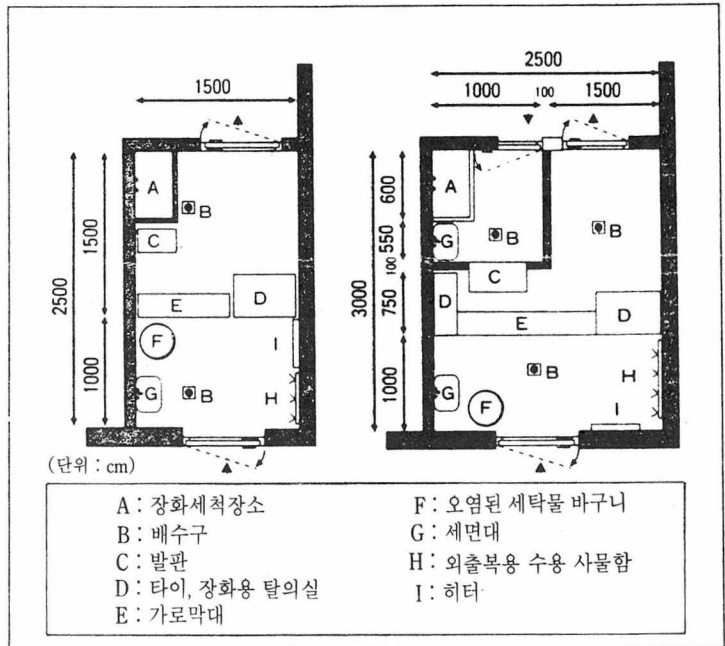 1500
2500
1000
100
1500
A
B
C
E
D
F
G
B
I
H
2500
1500
1000
A
G
B
B
C
D
E
D
B
G
F
H
I
3000
600
550
100
750
1000
(단위 : cm)
A : 장화세척장소
B : 배수구
C : 발판
D : 타이, 장화용 탈의실
E : 가로막대
F : 오염된 세탁물 바구니
G : 세면대
H : 외출복용 수용 사물함
I : 히터